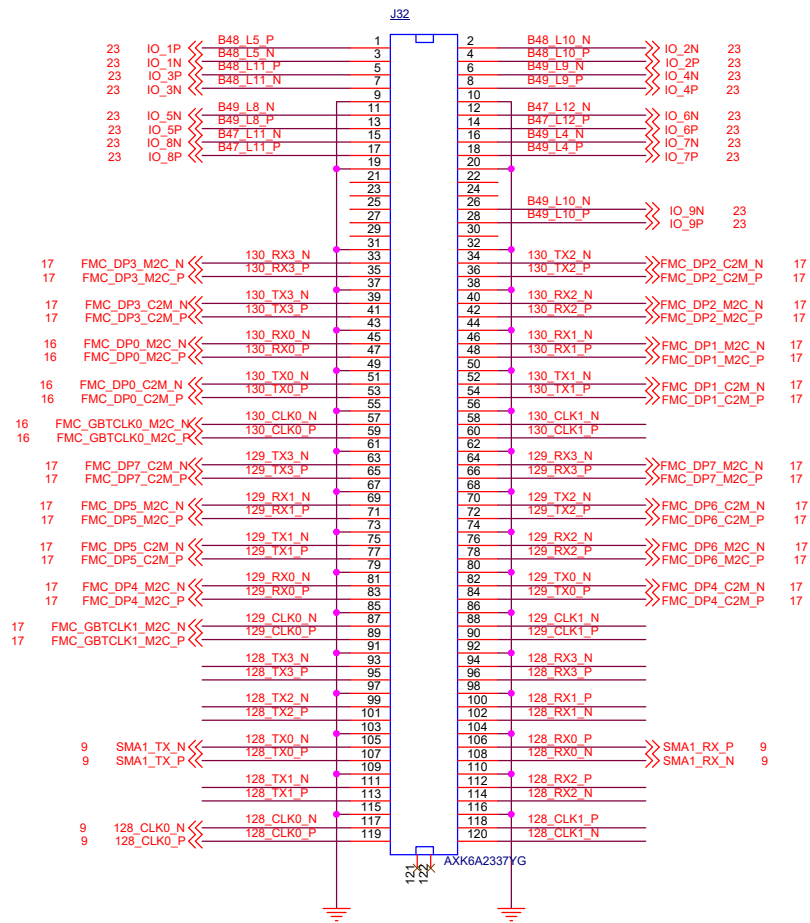 J32
23 IO_1P B48_L5_P 1 2 B48_L10_N IO_2N 23
23 IO_1N B48_L5_N 3 4 B48_L10_P IO_2P 23
23 IO_3P B48_L11_P 5 6 B49_L9_N IO_4N 23
23 IO_3N B48_L11_N 7 8 B49_L9_P IO_4P 23
9 10
23 IO_5N B49_L8_N 11 12 B47_L12_N IO_6N 23
23 IO_5P B49_L8_P 13 14 B47_L12_P IO_6P 23
23 IO_8N B47_L11_N 15 16 B49_L4_N IO_7N 23
23 IO_8P B47_L11_P 17 18 B49_L4_P IO_7P 23
19 20
21 22
23 24
25 26 B49_L10_N IO_9N 23
27 28 B49_L10_P IO_9P 23
29 30
31 32
17 FMC_DP3_M2C_N 130_RX3_N 33 34 130_TX2_N FMC_DP2_C2M_N 17
17 FMC_DP3_M2C_P 130_RX3_P 35 36 130_TX2_P FMC_DP2_C2M_P 17
37 38
17 FMC_DP3_C2M_N 130_TX3_N 39 40 130_RX2_N FMC_DP2_M2C_N 17
17 FMC_DP3_C2M_P 130_TX3_P 41 42 130_RX2_P FMC_DP2_M2C_P 17
43 44
16 FMC_DP0_M2C_N 130_RX0_N 45 46 130_RX1_N FMC_DP1_M2C_N 17
16 FMC_DP0_M2C_P 130_RX0_P 47 48 130_RX1_P FMC_DP1_M2C_P 17
49 50
16 FMC_DP0_C2M_N 130_TX0_N 51 52 130_TX1_N FMC_DP1_C2M_N 17
16 FMC_DP0_C2M_P 130_TX0_P 53 54 130_TX1_P FMC_DP1_C2M_P 17
55 56
16 FMC_GBTCLK0_M2C_N 130_CLK0_N 57 58 130_CLK1_N
16 FMC_GBTCLK0_M2C_P 130_CLK0_P 59 60 130_CLK1_P
61 62
17 FMC_DP7_C2M_N 129_TX3_N 63 64 129_RX3_N FMC_DP7_M2C_N 17
17 FMC_DP7_C2M_P 129_TX3_P 65 66 129_RX3_P FMC_DP7_M2C_P 17
67 68
17 FMC_DP5_M2C_N 129_RX1_N 69 70 129_TX2_N FMC_DP6_C2M_N 17
17 FMC_DP5_M2C_P 129_RX1_P 71 72 129_TX2_P FMC_DP6_C2M_P 17
73 74
17 FMC_DP5_C2M_N 129_TX1_N 75 76 129_RX2_N FMC_DP6_M2C_N 17
17 FMC_DP5_C2M_P 129_TX1_P 77 78 129_RX2_P FMC_DP6_M2C_P 17
79 80
17 FMC_DP4_M2C_N 129_RX0_N 81 82 129_TX0_N FMC_DP4_C2M_N 17
17 FMC_DP4_M2C_P 129_RX0_P 83 84 129_TX0_P FMC_DP4_C2M_P 17
85 86
17 FMC_GBTCLK1_M2C_N 129_CLK0_N 87 88 129_CLK1_N
17 FMC_GBTCLK1_M2C_P 129_CLK0_P 89 90 129_CLK1_P
91 92
128_TX3_N 93 94 128_RX3_N
128_TX3_P 95 96 128_RX3_P
97 98
128_TX2_N 99 100 128_RX1_P
128_TX2_P 101 102 128_RX1_N
103 104
9 SMA1_TX_N 128_TX0_N 105 106 128_RX0_P SMA1_RX_P 9
9 SMA1_TX_P 128_TX0_P 107 108 128_RX0_N SMA1_RX_N 9
109 110
128_TX1_N 111 112 128_RX2_P
128_TX1_P 113 114 128_RX2_N
115 116
9 128_CLK0_N 128_CLK0_N 117 118 128_CLK1_P
9 128_CLK0_P 128_CLK0_P 119 120 128_CLK1_N
121 122 AXK6A2337YG